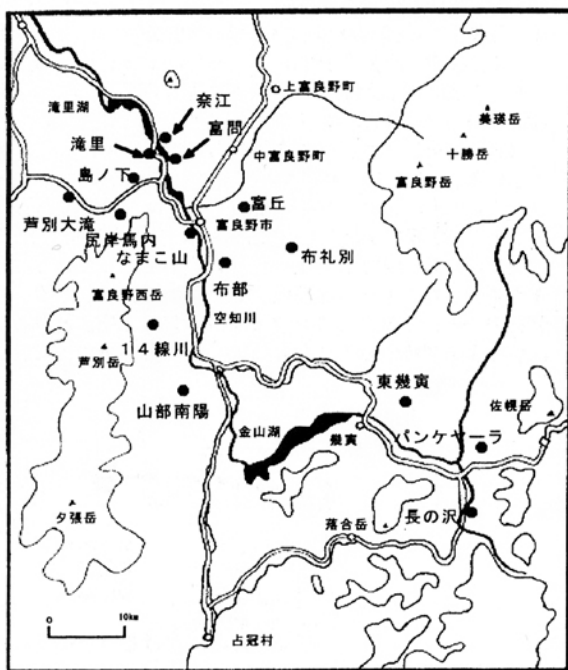 上富良野町
滝里湖
奈江
美瑛岳
富問
十勝岳
滝里
中富良野町
富良野岳
島ノ下
富丘
芦別大滝
富良野市
尻岸馬内
なまこ山
布礼別
布部
富良野西岳
空知川
14線川
芦別岳
東幾寅
山部南陽
佐幌岳
金山湖
幾寅
パンケヤーラ
夕張岳
長の沢
落合岳
0
10km
占冠村